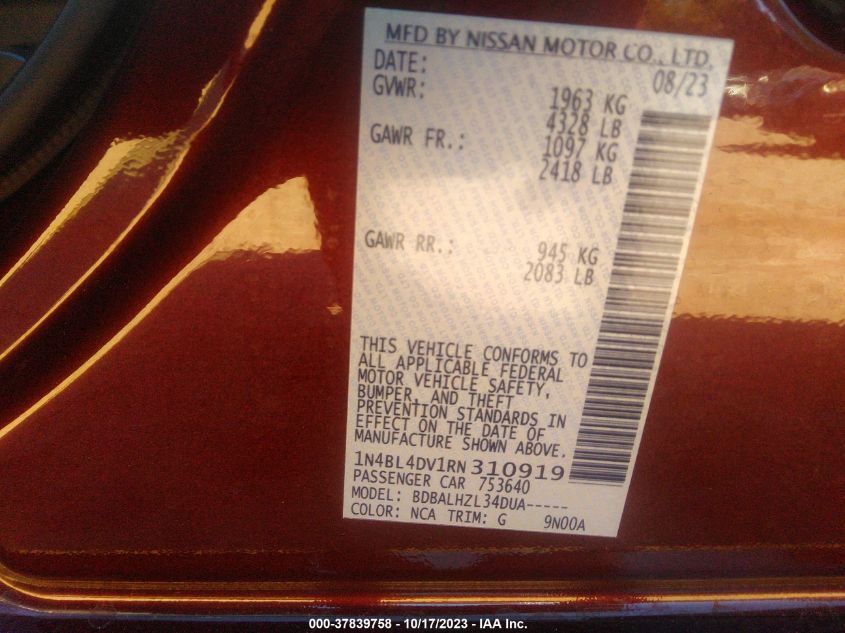 MFD BY NISSAN MOTOR CO., LTD.
DATE: 08/23
GVWR: 1963 KG
4328 LB
GAWR FR.: 1097 KG
2418 LB
GAWR RR.: 945 KG
2083 LB
THIS VEHICLE CONFORMS TO
ALL APPLICABLE FEDERAL
MOTOR VEHICLE SAFETY,
BUMPER, AND THEFT
PREVENTION STANDARDS IN
EFFECT ON THE DATE OF
MANUFACTURE SHOWN ABOVE.
1N4BL4DV1RN310919
PASSENGER CAR 753640
MODEL: BDBALHZL34DUA-----
COLOR: NCA TRIM: G 9N00A
000-37839758 - 10/17/2023 - IAA Inc.